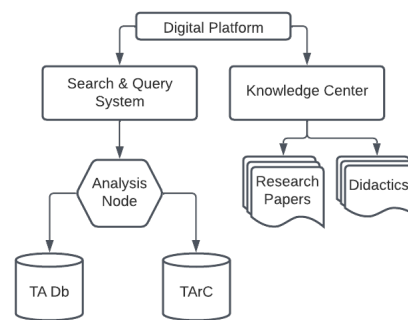 Digital Platform
Search & Query
System
Knowledge Center
Analysis
Node
Research
Papers
Didactics
TA Db
TArC